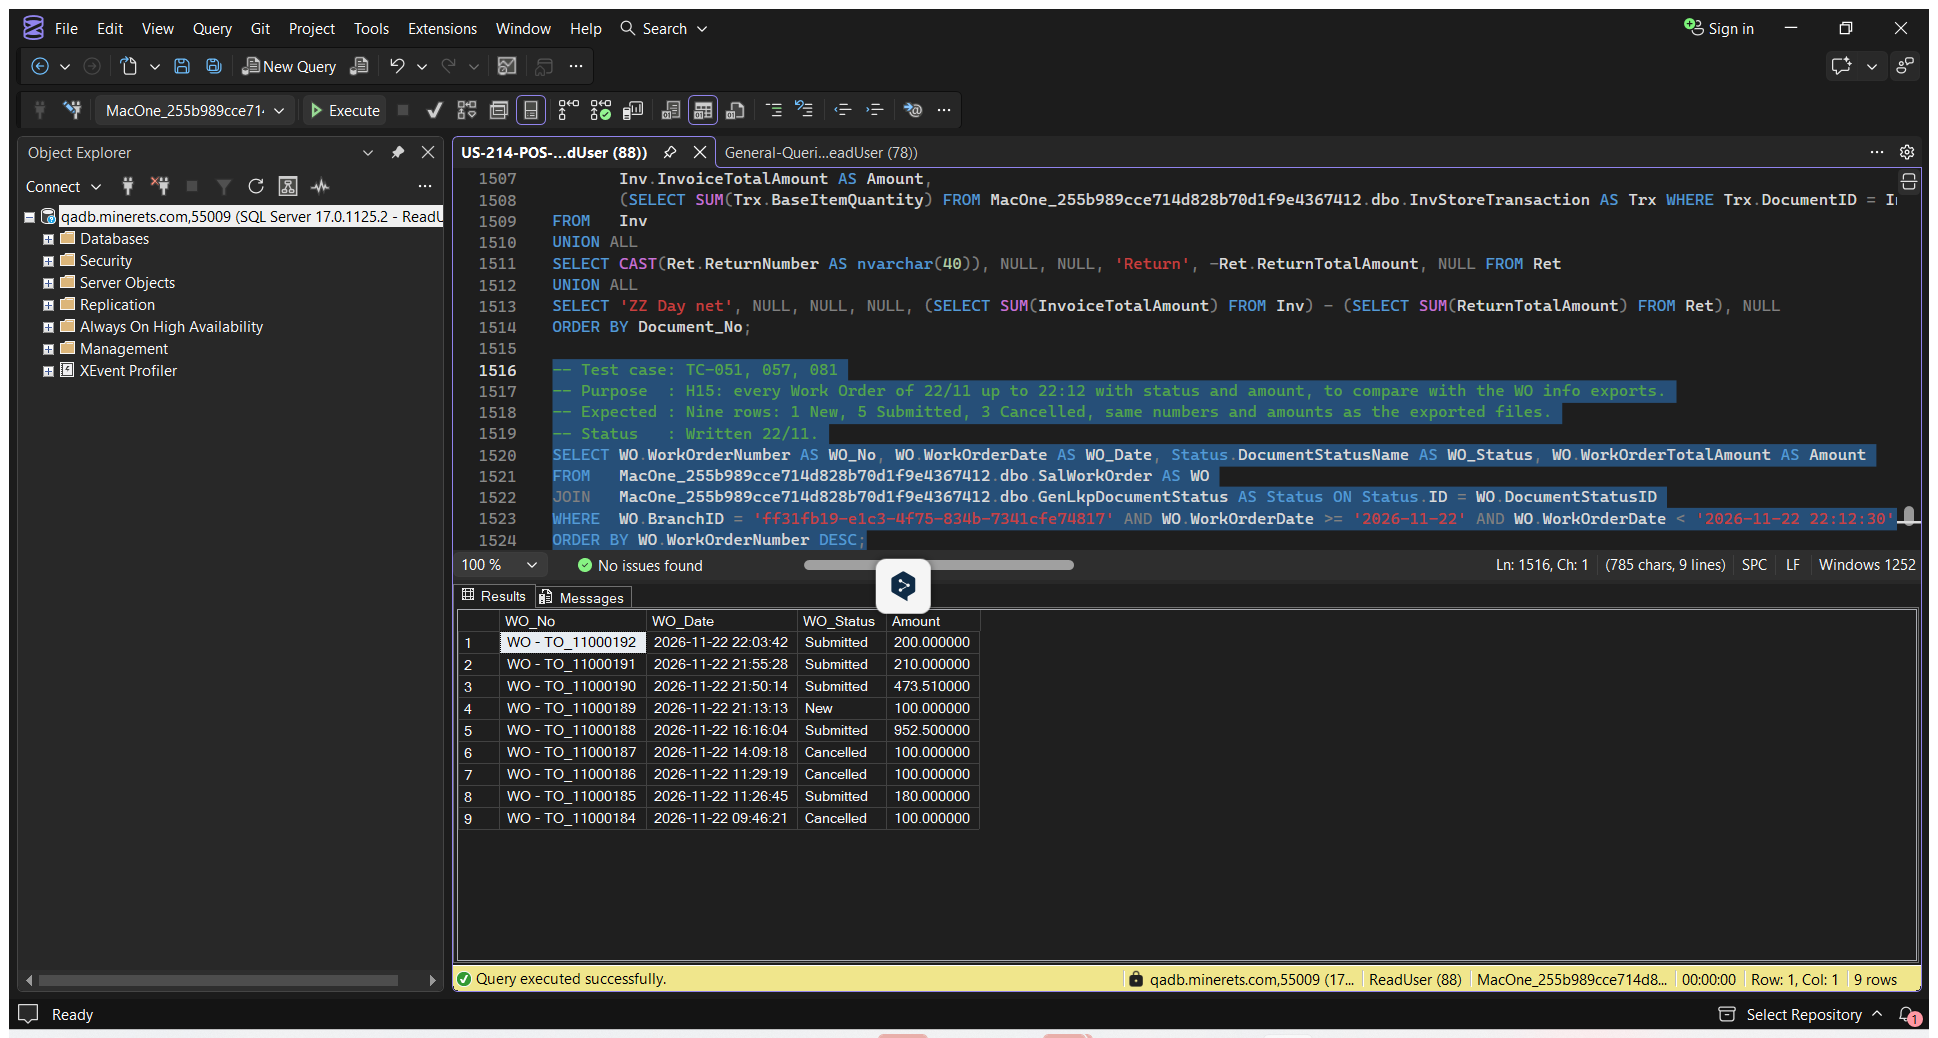 File Edit View Query Git Project Tools Extensions Window Help Search Sign in
New Query
MacOne_255b989cce71 Execute
Object Explorer
Connect
qadb.minerets.com,55009 (SQL Server 17.0.1125.2 - ReadU
Databases
Security
Server Objects
Replication
Always On High Availability
Management
XEvent Profiler
US-214-POS-...dUser (88)) General-Queri...eadUser (78))
1507 Inv.InvoiceTotalAmount AS Amount,
1508 (SELECT SUM(Trx.BaseItemQuantity) FROM MacOne_255b989cce714d828b70d1f9e4367412.dbo.InvStoreTransaction AS Trx WHERE Trx.DocumentID = I
1509 FROM Inv
1510 UNION ALL
1511 SELECT CAST(Ret.ReturnNumber AS nvarchar(40)), NULL, NULL, 'Return', -Ret.ReturnTotalAmount, NULL FROM Ret
1512 UNION ALL
1513 SELECT 'ZZ Day net', NULL, NULL, NULL, (SELECT SUM(InvoiceTotalAmount) FROM Inv) - (SELECT SUM(ReturnTotalAmount) FROM Ret), NULL
1514 ORDER BY Document_No;
1515
1516 -- Test case: TC-051, 057, 081
1517 -- Purpose : H15: every Work Order of 22/11 up to 22:12 with status and amount, to compare with the WO info exports.
1518 -- Expected : Nine rows: 1 New, 5 Submitted, 3 Cancelled, same numbers and amounts as the exported files.
1519 -- Status : Written 22/11.
1520 SELECT WO.WorkOrderNumber AS WO_No, WO.WorkOrderDate AS WO_Date, Status.DocumentStatusName AS WO_Status, WO.WorkOrderTotalAmount AS Amount
1521 FROM MacOne_255b989cce714d828b70d1f9e4367412.dbo.SalWorkOrder AS WO
1522 JOIN MacOne_255b989cce714d828b70d1f9e4367412.dbo.GenLkpDocumentStatus AS Status ON Status.ID = WO.DocumentStatusID
1523 WHERE WO.BranchID = 'ff31fb19-e1c3-4f75-834b-7341cfe74817' AND WO.WorkOrderDate >= '2026-11-22' AND WO.WorkOrderDate < '2026-11-22 22:12:30'
1524 ORDER BY WO.WorkOrderNumber DESC;
100 % No issues found Ln: 1516, Ch: 1 (785 chars, 9 lines) SPC LF Windows 1252
Results Messages
WO_No WO_Date WO_Status Amount
1 WO - TO_11000192 2026-11-22 22:03:42 Submitted 200.000000
2 WO - TO_11000191 2026-11-22 21:55:28 Submitted 210.000000
3 WO - TO_11000190 2026-11-22 21:50:14 Submitted 473.510000
4 WO - TO_11000189 2026-11-22 21:13:13 New 100.000000
5 WO - TO_11000188 2026-11-22 16:16:04 Submitted 952.500000
6 WO - TO_11000187 2026-11-22 14:09:18 Cancelled 100.000000
7 WO - TO_11000186 2026-11-22 11:29:19 Cancelled 100.000000
8 WO - TO_11000185 2026-11-22 11:26:45 Submitted 180.000000
9 WO - TO_11000184 2026-11-22 09:46:21 Cancelled 100.000000
Query executed successfully. qadb.minerets.com,55009 (17... ReadUser (88) MacOne_255b989cce714d8... 00:00:00 Row: 1, Col: 1 9 rows
Ready Select Repository 1